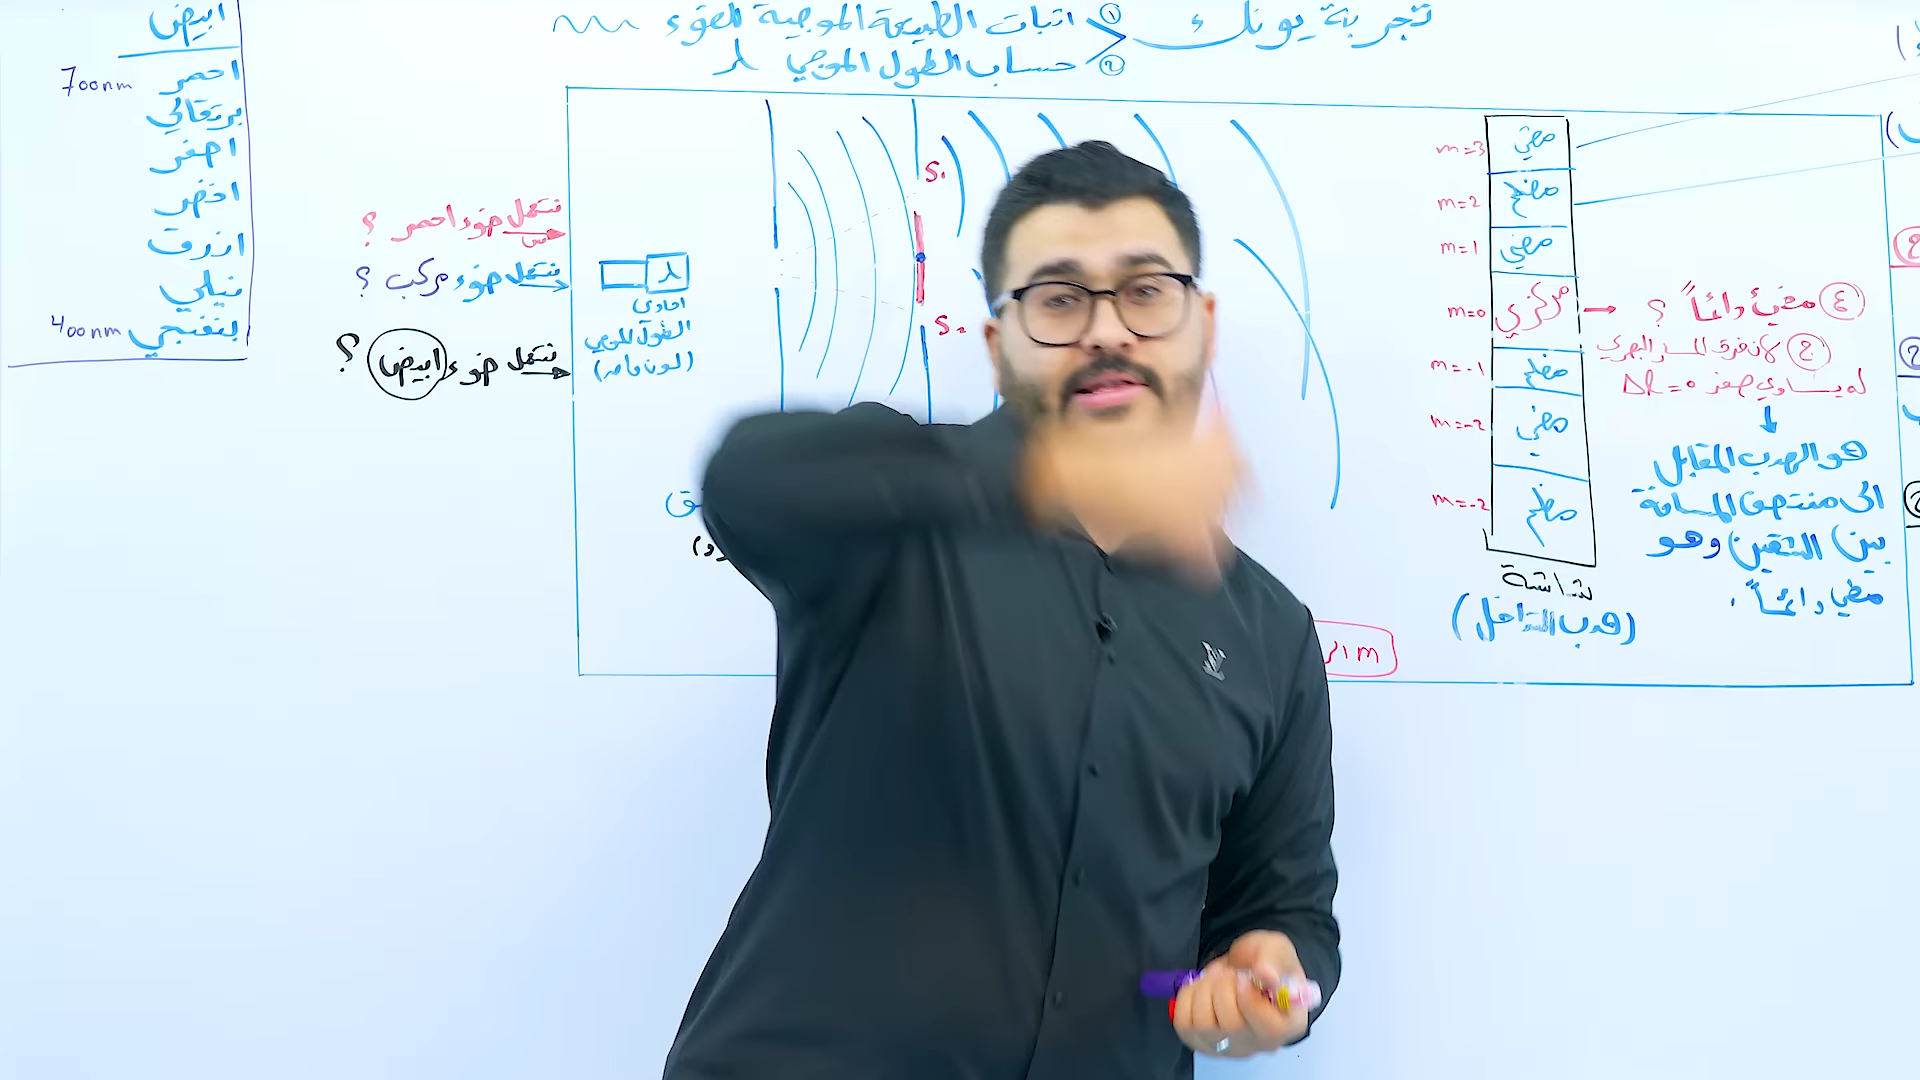 تجربة يونك
① اثبات الطبيعة الموجية للضوء
② حساب الطول الموجي λ
ابيض
احمر 700nm
برتقالي
اصفر
اخضر
ازرق
نيلي
بنفسجي 400nm
نستعمل ضوء احمر ؟
نستعمل ضوء مركب ؟
نستعمل ضوء ابيض ؟
λ
احادي
الطول الموجي
S₁
S₂
m=3 مضيء
m=2 مظلم
m=1 مضيء
m=0 مركزي
m=-1 مظلم
m=-2 مضيء
m=-2 مظلم
شاشة
(هدب التداخل)
ع مضيء دائماً ؟
ج لان فرق المسار البصري
له يساوي صفر Δℓ=0
هو الهدب المقابل
الى منتصف المسافة
بين الشقين وهو
مضيء دائماً .
m